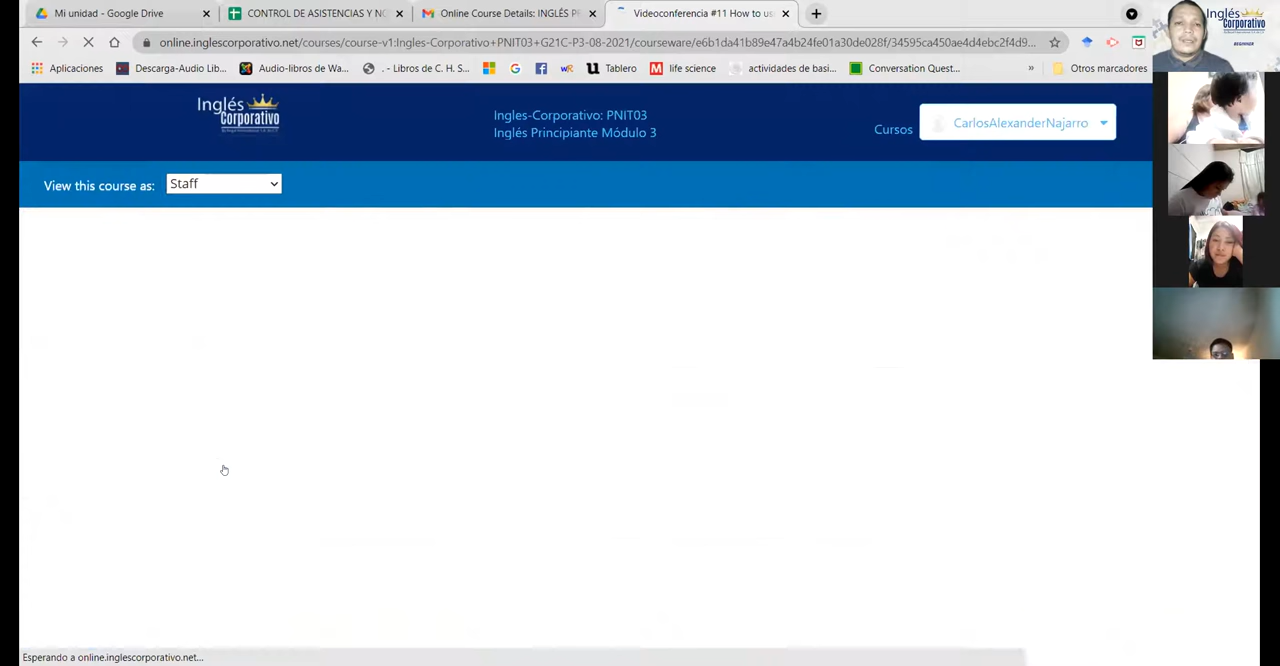 Mi unidad - Google Drive
CONTROL DE ASISTENCIAS Y NO
Online Course Details: INGLÉS PR
Videoconferencia #11 How to us
online.inglescorporativo.net/courses/course-v1:Ingles-Corporativo+PNIT03+G21C-P3-08-2021/courseware/e6b1da41b89e47a4b24fe01a30de028f/34595ca450ae4d4ebc2f4d9...
Aplicaciones
Descarga-Audio Lib...
Audio-libros de Wa...
. - Libros de C. H. S...
Tablero
life science
actividades de basi...
Conversation Quest...
»
Otros marcadores
Inglés
Corporativo
Ingles-Corporativo: PNIT03
Inglés Principiante Módulo 3
Cursos
CarlosAlexanderNajarro
View this course as:
Staff
Esperando a online.inglescorporativo.net...
Inglés
Corporativo
BEGINNER